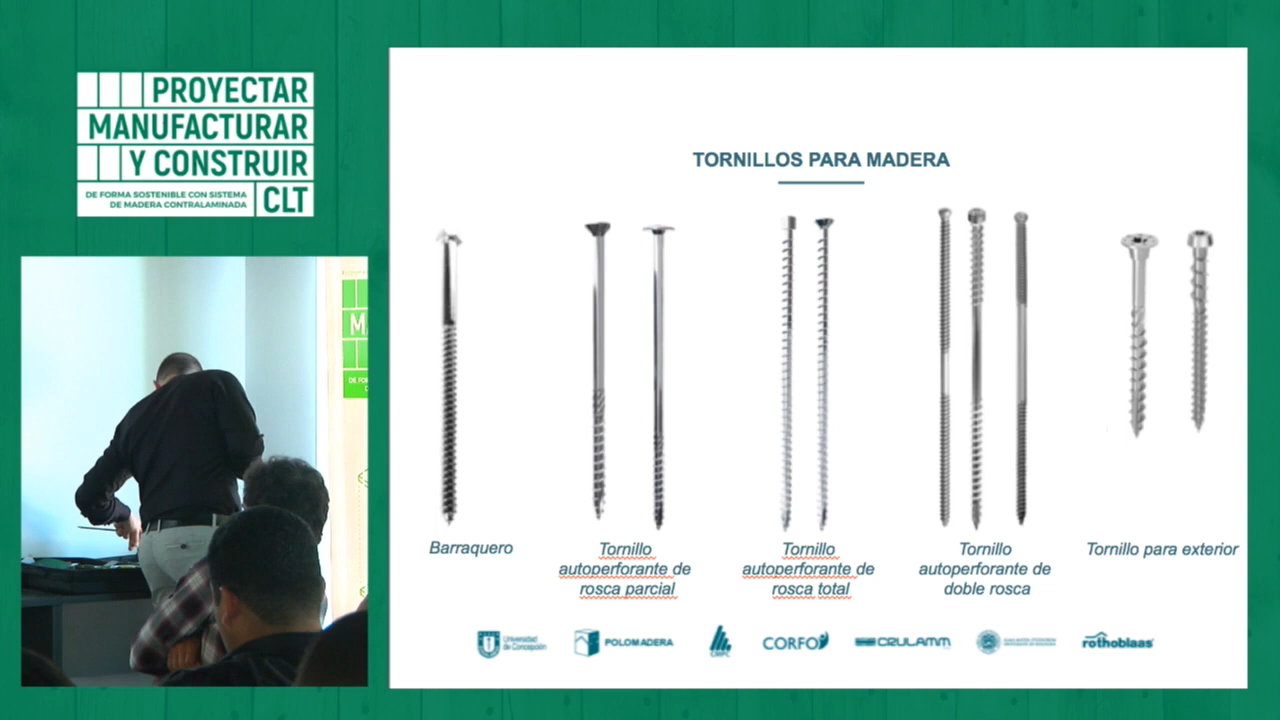 PROYECTAR
MANUFACTURAR
Y CONSTRUIR
DE FORMA SOSTENIBLE CON SISTEMA
DE MADERA CONTRALAMINADA
CLT
TORNILLOS PARA MADERA
Barraquero
Tornillo
autoperforante de
rosca parcial
Tornillo
autoperforante de
rosca total
Tornillo
autoperforante de
doble rosca
Tornillo para exterior
Universidad
de Concepción
POLOMADERA
CMPC
CORFO
CRULAMM
rothoblaas